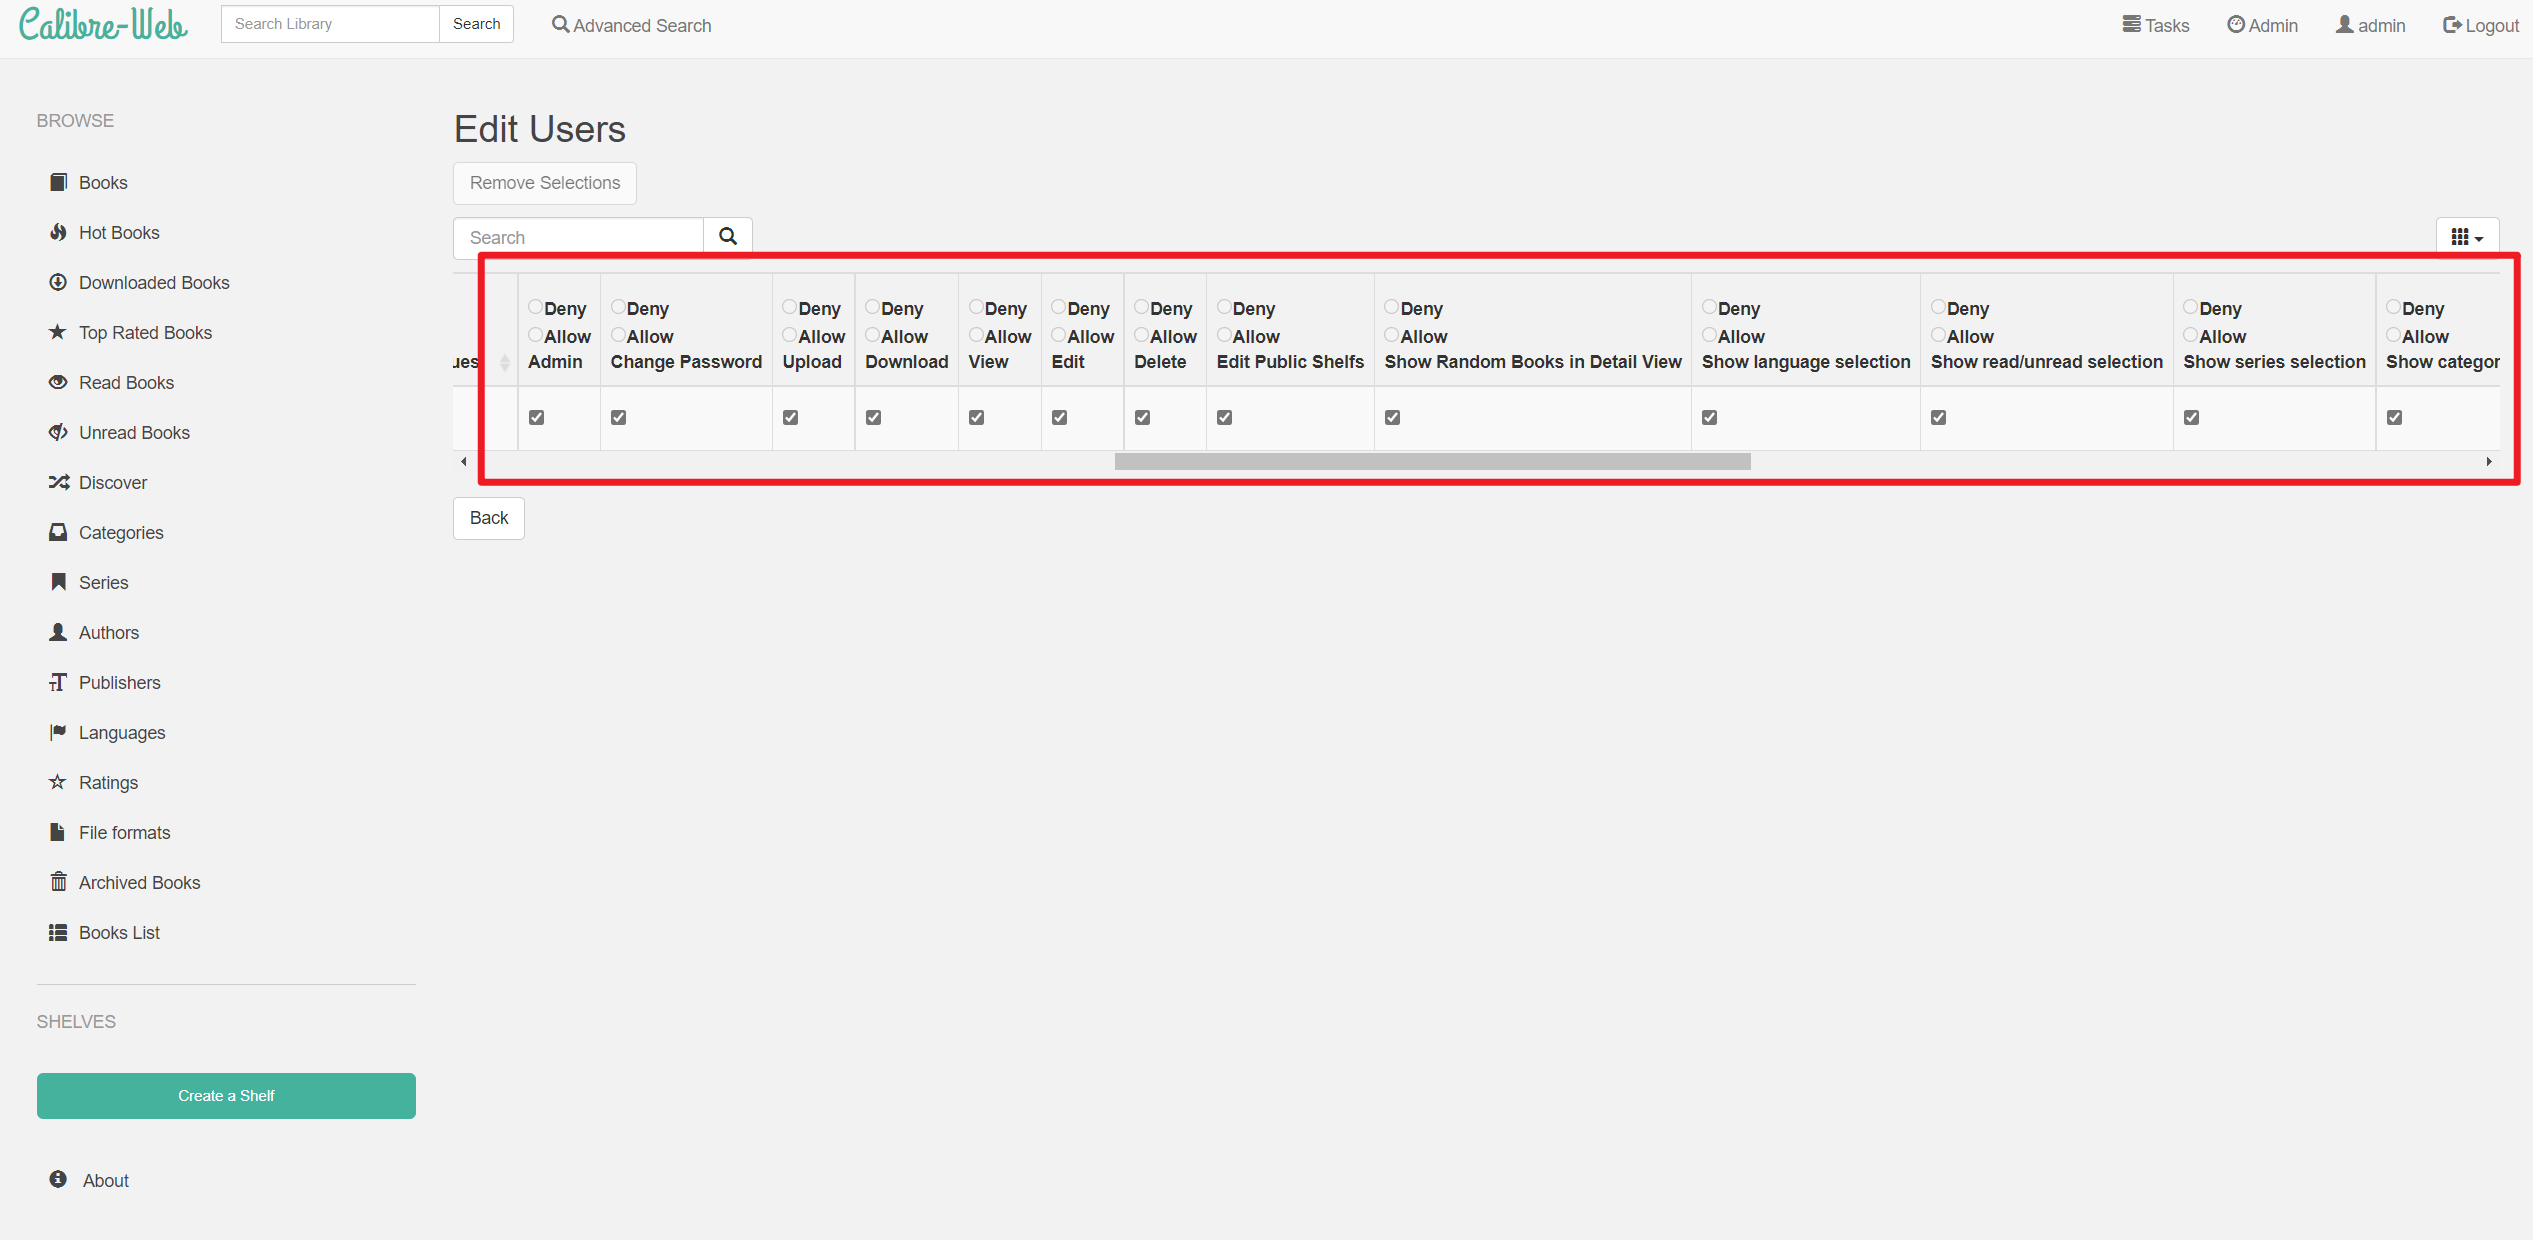 Calibre-Web
Search Library
Search
Advanced Search
Tasks
Admin
admin
Logout
BROWSE
Books
Hot Books
Downloaded Books
Top Rated Books
Read Books
Unread Books
Discover
Categories
Series
Authors
Publishers
Languages
Ratings
File formats
Archived Books
Books List
SHELVES
Create a Shelf
About
Edit Users
Remove Selections
Search
ues
Deny
Allow
Admin
Deny
Allow
Change Password
Deny
Allow
Upload
Deny
Allow
Download
Deny
Allow
View
Deny
Allow
Edit
Deny
Allow
Delete
Deny
Allow
Edit Public Shelfs
Deny
Allow
Show Random Books in Detail View
Deny
Allow
Show language selection
Deny
Allow
Show read/unread selection
Deny
Allow
Show series selection
Deny
Allow
Show categor
Back